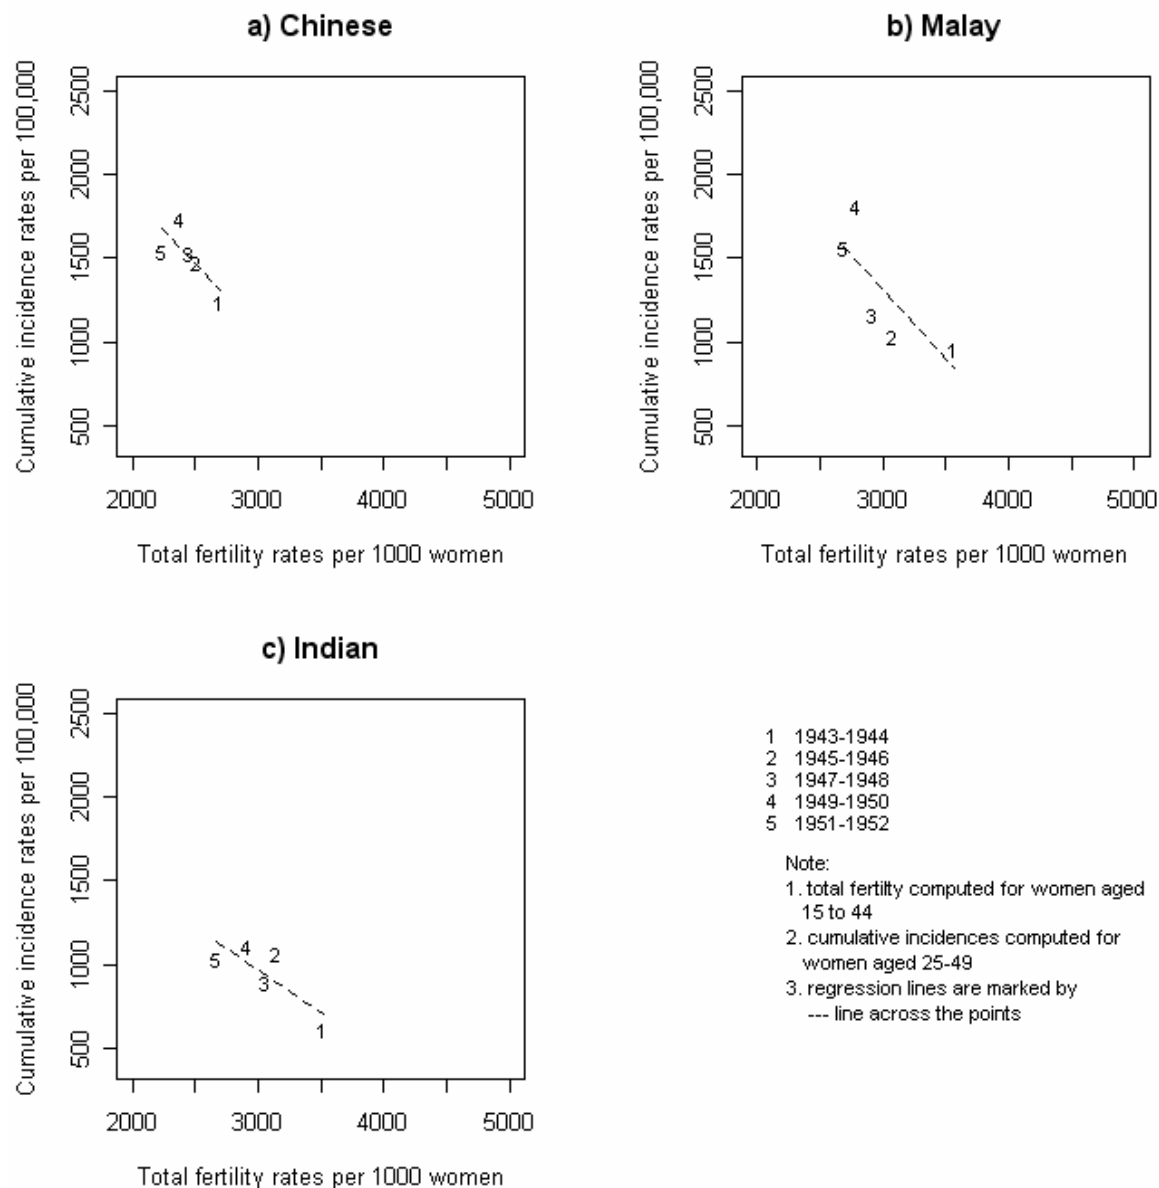 a) Chinese
Cumulative incidence rates per 100,000
2500
2000
1500
1000
500
4
5
3
2
1
2000 3000 4000 5000
Total fertility rates per 1000 women
b) Malay
Cumulative incidence rates per 100,000
2500
2000
1500
1000
500
4
5
3
2
1
2000 3000 4000 5000
Total fertility rates per 1000 women
c) Indian
Cumulative incidence rates per 100,000
2500
2000
1500
1000
500
4
2
5
3
1
2000 3000 4000 5000
Total fertility rates per 1000 women
1 1943-1944
2 1945-1946
3 1947-1948
4 1949-1950
5 1951-1952
Note:
1. total fertilty computed for women aged
15 to 44
2. cumulative incidences computed for
women aged 25-49
3. regression lines are marked by
--- line across the points